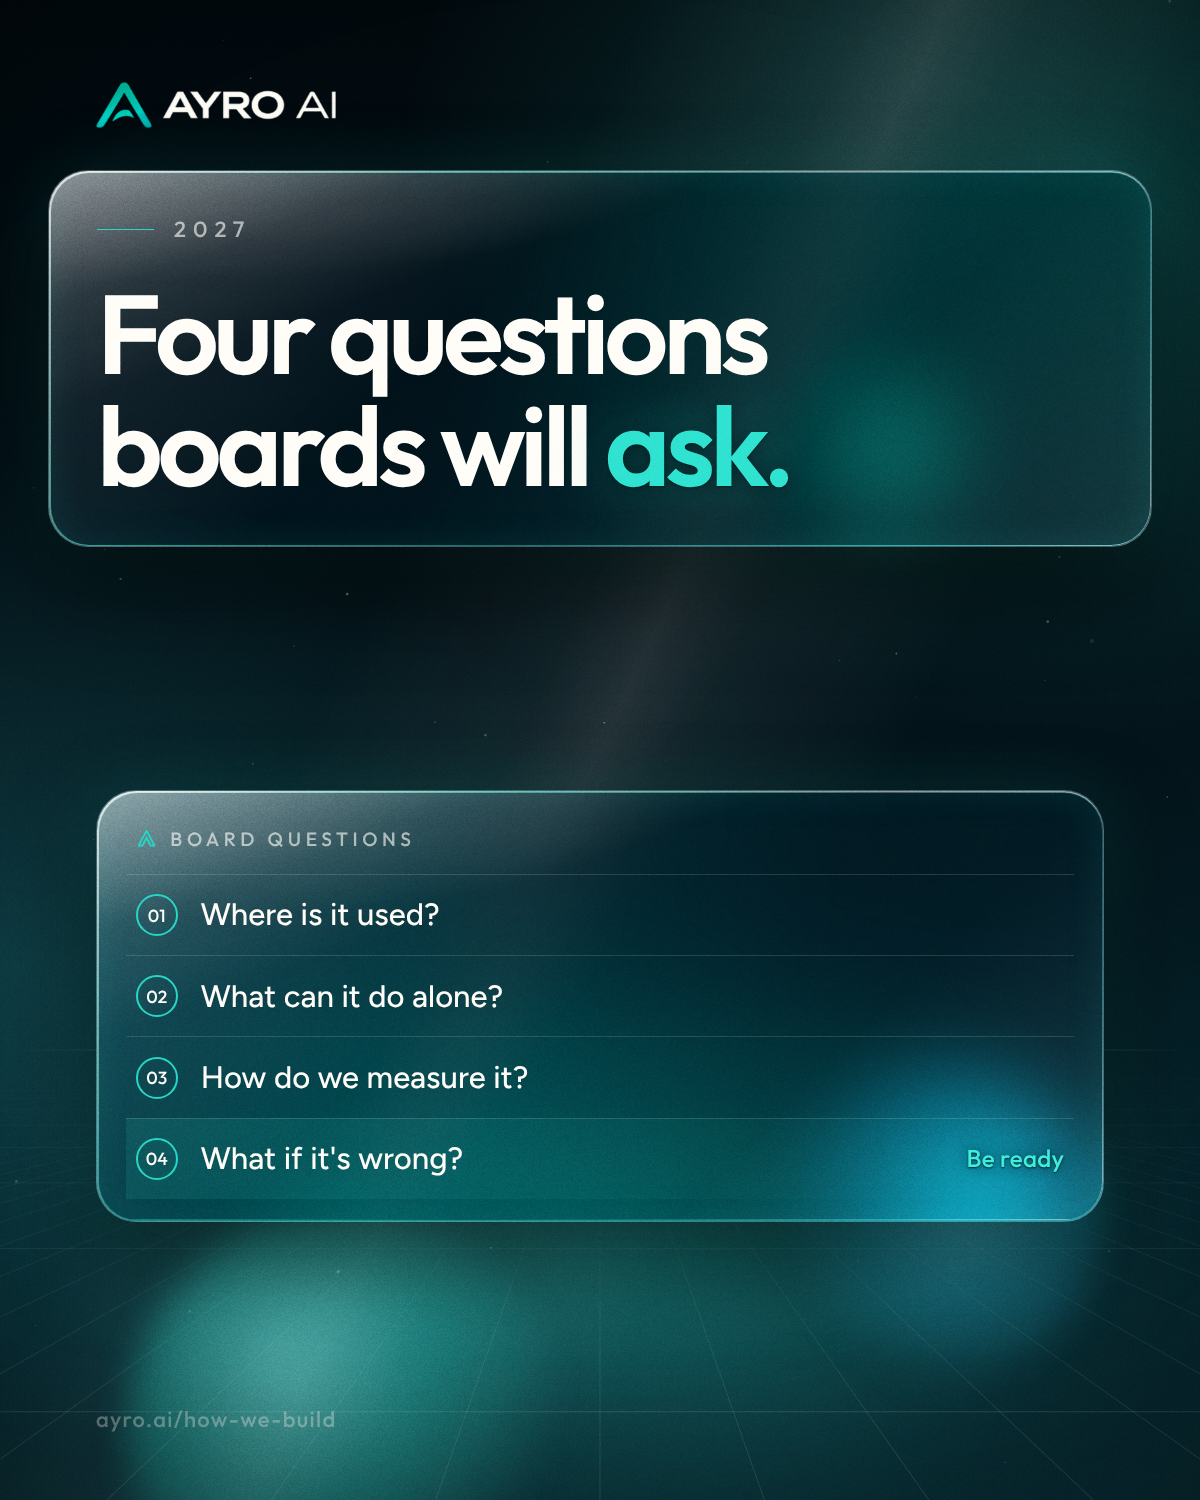 AYRO AI
2027
Four questions
boards will ask.
BOARD QUESTIONS
01 Where is it used?
02 What can it do alone?
03 How do we measure it?
04 What if it's wrong? Be ready
ayro.ai/how-we-build